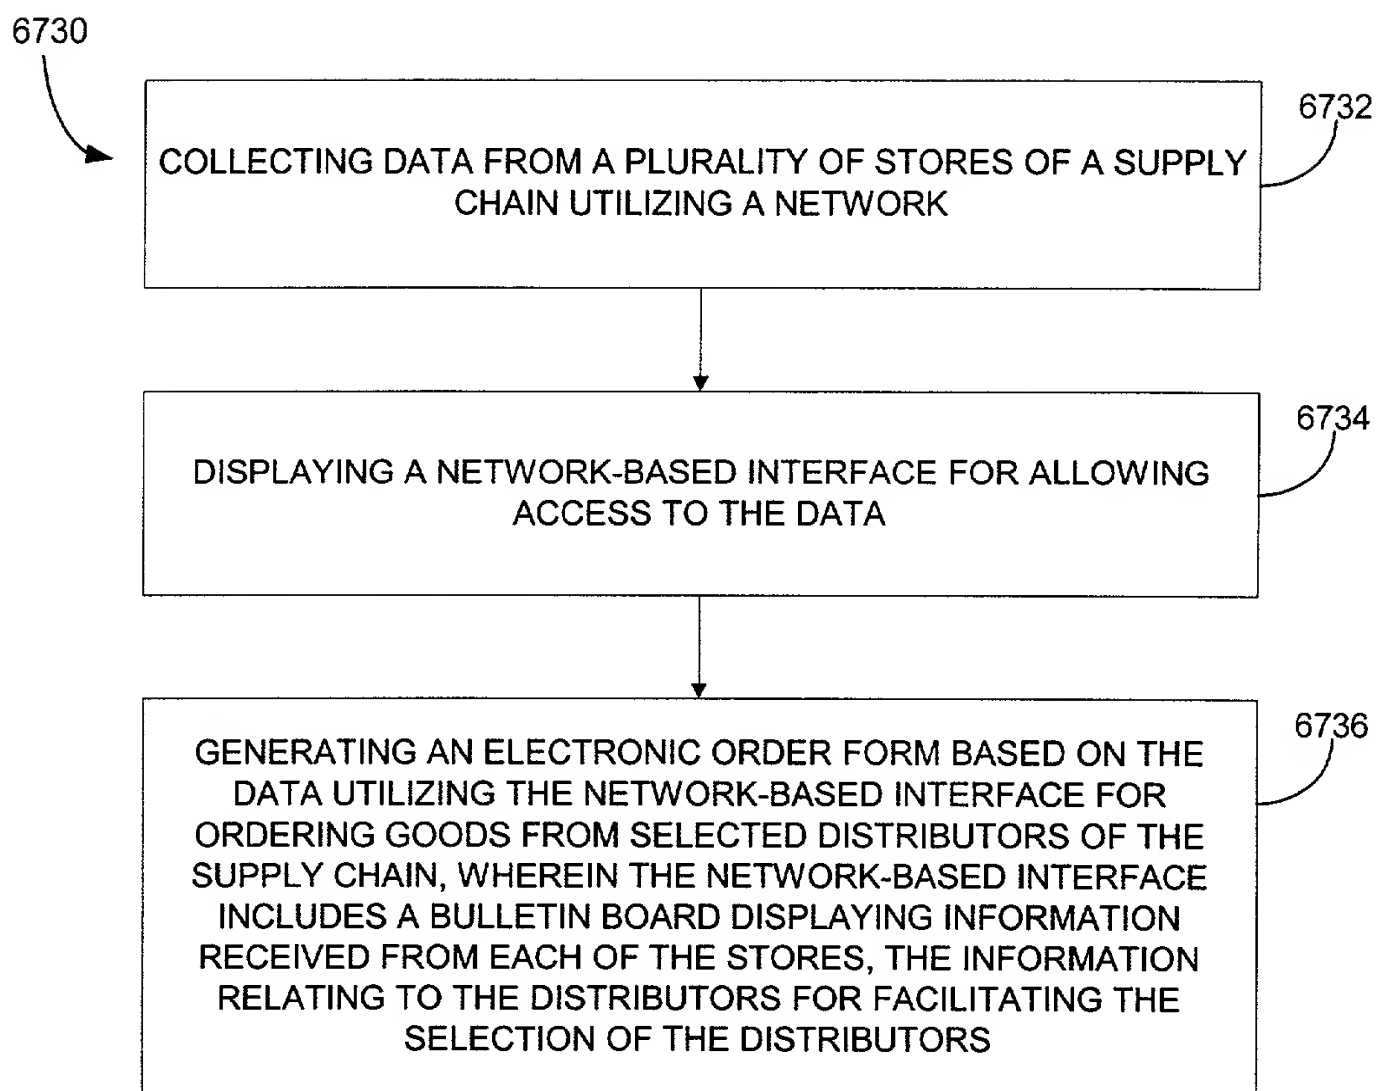 6730
6732
COLLECTING DATA FROM A PLURALITY OF STORES OF A SUPPLY
CHAIN UTILIZING A NETWORK
6734
DISPLAYING A NETWORK-BASED INTERFACE FOR ALLOWING
ACCESS TO THE DATA
6736
GENERATING AN ELECTRONIC ORDER FORM BASED ON THE
DATA UTILIZING THE NETWORK-BASED INTERFACE FOR
ORDERING GOODS FROM SELECTED DISTRIBUTORS OF THE
SUPPLY CHAIN, WHEREIN THE NETWORK-BASED INTERFACE
INCLUDES A BULLETIN BOARD DISPLAYING INFORMATION
RECEIVED FROM EACH OF THE STORES, THE INFORMATION
RELATING TO THE DISTRIBUTORS FOR FACILITATING THE
SELECTION OF THE DISTRIBUTORS